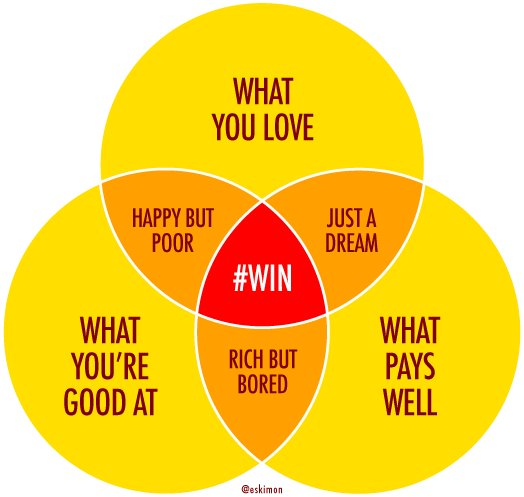 WHAT
YOU LOVE
HAPPY BUT
POOR
JUST A
DREAM
#WIN
WHAT
YOU'RE
GOOD AT
RICH BUT
BORED
WHAT
PAYS
WELL
@eskimon